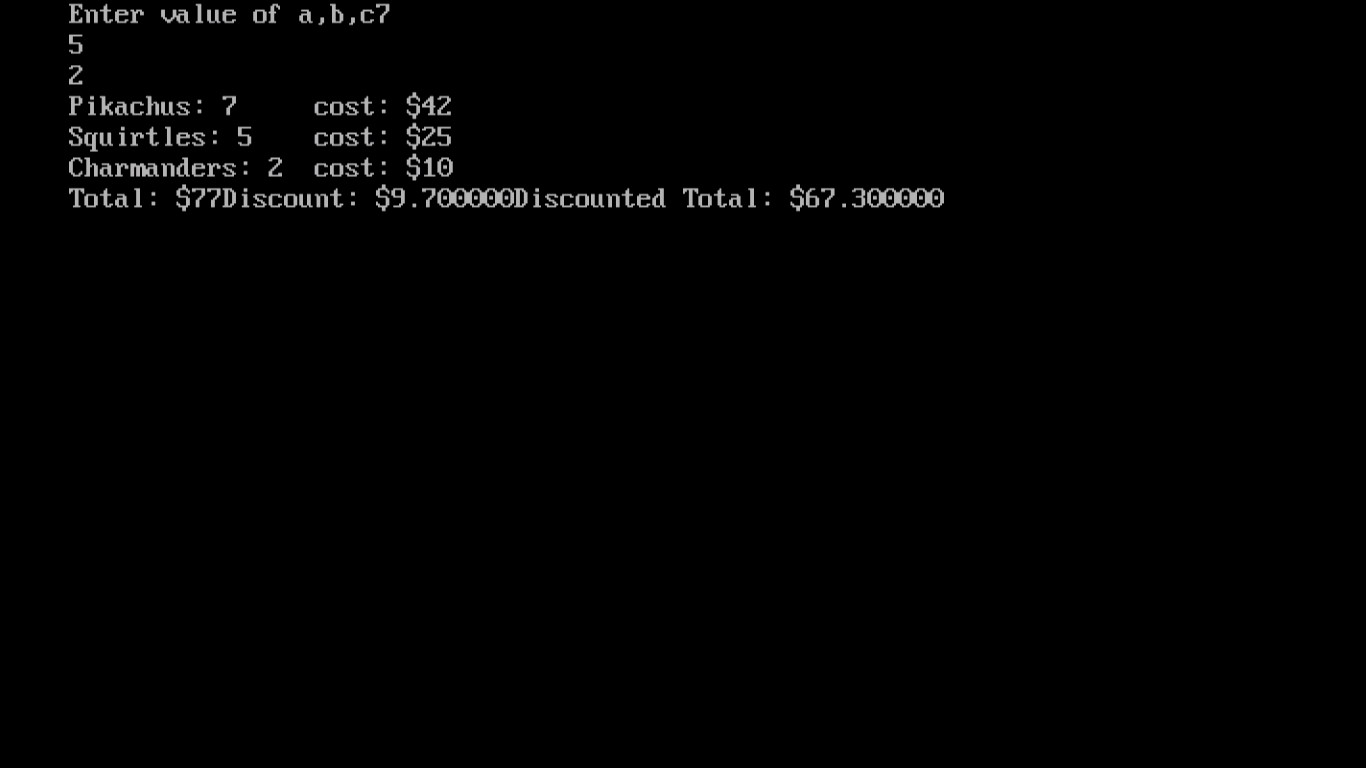 Enter value of a,b,c7
5
2
Pikachus: 7     cost: $42
Squirtles: 5    cost: $25
Charmanders: 2  cost: $10
Total: $77Discount: $9.700000Discounted Total: $67.300000